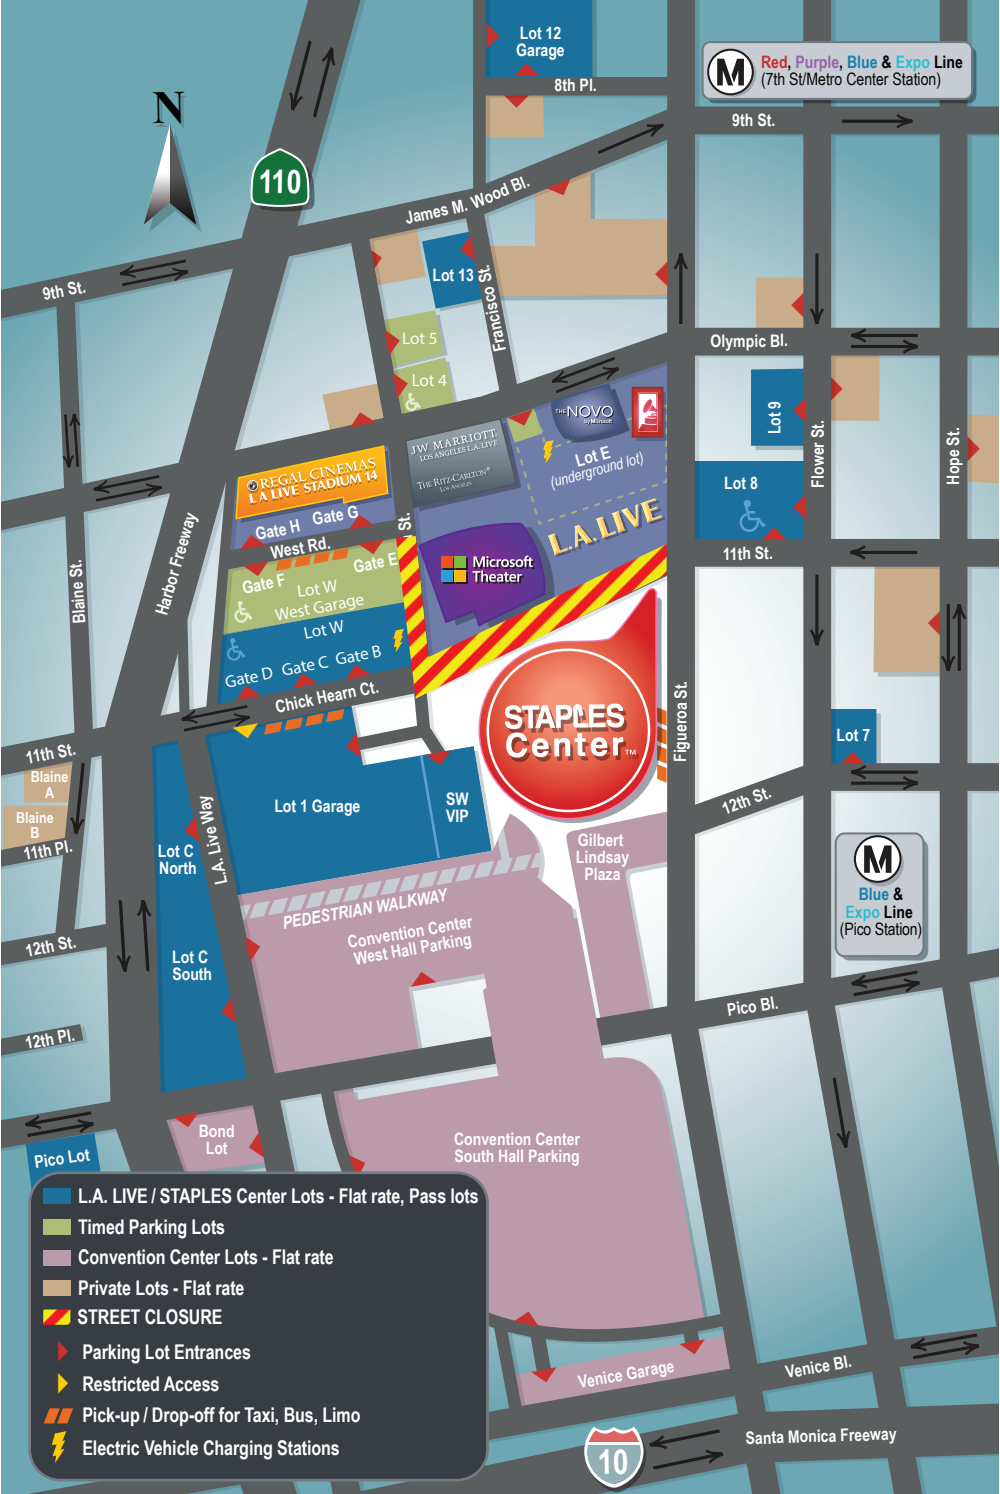 Lot 12
Garage
8th Pl.
Red, Purple, Blue & Expo Line
(7th St/Metro Center Station)
M
9th St.
N
110
James M. Wood Bl.
9th St.
Lot 13
Francisco St.
Lot 5
Lot 4
Olympic Bl.
Lot 9
Flower St.
Hope St.
Lot 8
11th St.
THE NOVO
by Microsoft
JW MARRIOTT
LOS ANGELES L.A. LIVE
THE RITZ-CARLTON®
LOS ANGELES
Lot E
(underground lot)
L.A. LIVE
REGAL CINEMAS
L A LIVE STADIUM 14
Gate H
Gate G
St.
West Rd.
Gate F
Gate E
Lot W
West Garage
Lot W
Gate D
Gate C
Gate B
Chick Hearn Ct.
Microsoft
Theater
Harbor Freeway
Blaine St.
STAPLES
Center™
Figueroa St.
Lot 7
12th St.
11th St.
Blaine
A
Blaine
B
11th Pl.
12th St.
12th Pl.
Lot 1 Garage
SW
VIP
L.A. Live Way
Lot C
North
Lot C
South
Gilbert
Lindsay
Plaza
M
Blue &
Expo Line
(Pico Station)
PEDESTRIAN WALKWAY
Convention Center
West Hall Parking
Pico Bl.
Bond
Lot
Pico Lot
Convention Center
South Hall Parking
L.A. LIVE / STAPLES Center Lots - Flat rate, Pass lots
Timed Parking Lots
Convention Center Lots - Flat rate
Private Lots - Flat rate
STREET CLOSURE
Parking Lot Entrances
Restricted Access
Pick-up / Drop-off for Taxi, Bus, Limo
Electric Vehicle Charging Stations
Venice Garage
Venice Bl.
10
Santa Monica Freeway